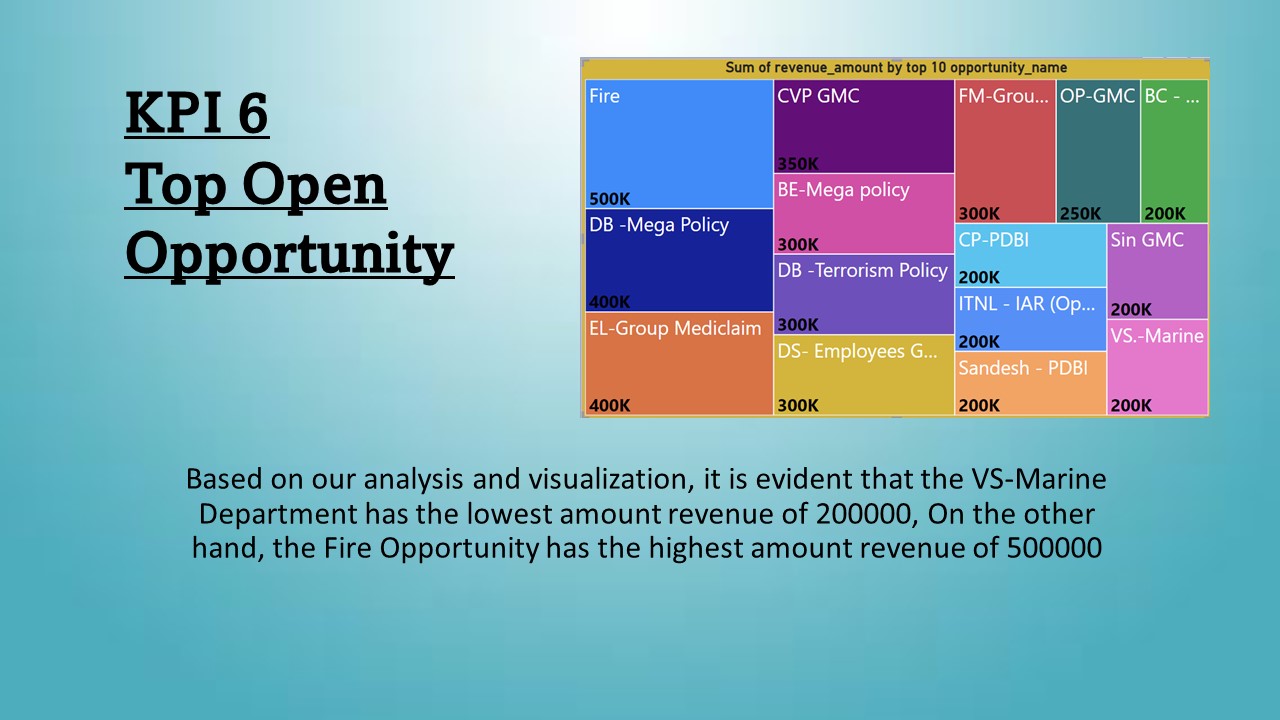 KPI 6
Top Open
Opportunity
Sum of revenue_amount by top 10 opportunity_name
Fire
500K
DB -Mega Policy
400K
EL-Group Mediclaim
400K
CVP GMC
350K
BE-Mega policy
300K
DB -Terrorism Policy
300K
DS- Employees G...
300K
FM-Grou...
300K
OP-GMC
250K
BC - ...
200K
CP-PDBI
200K
ITNL - IAR (Op...
200K
Sandesh - PDBI
200K
Sin GMC
200K
VS.-Marine
200K
Based on our analysis and visualization, it is evident that the VS-Marine
Department has the lowest amount revenue of 200000, On the other
hand, the Fire Opportunity has the highest amount revenue of 500000